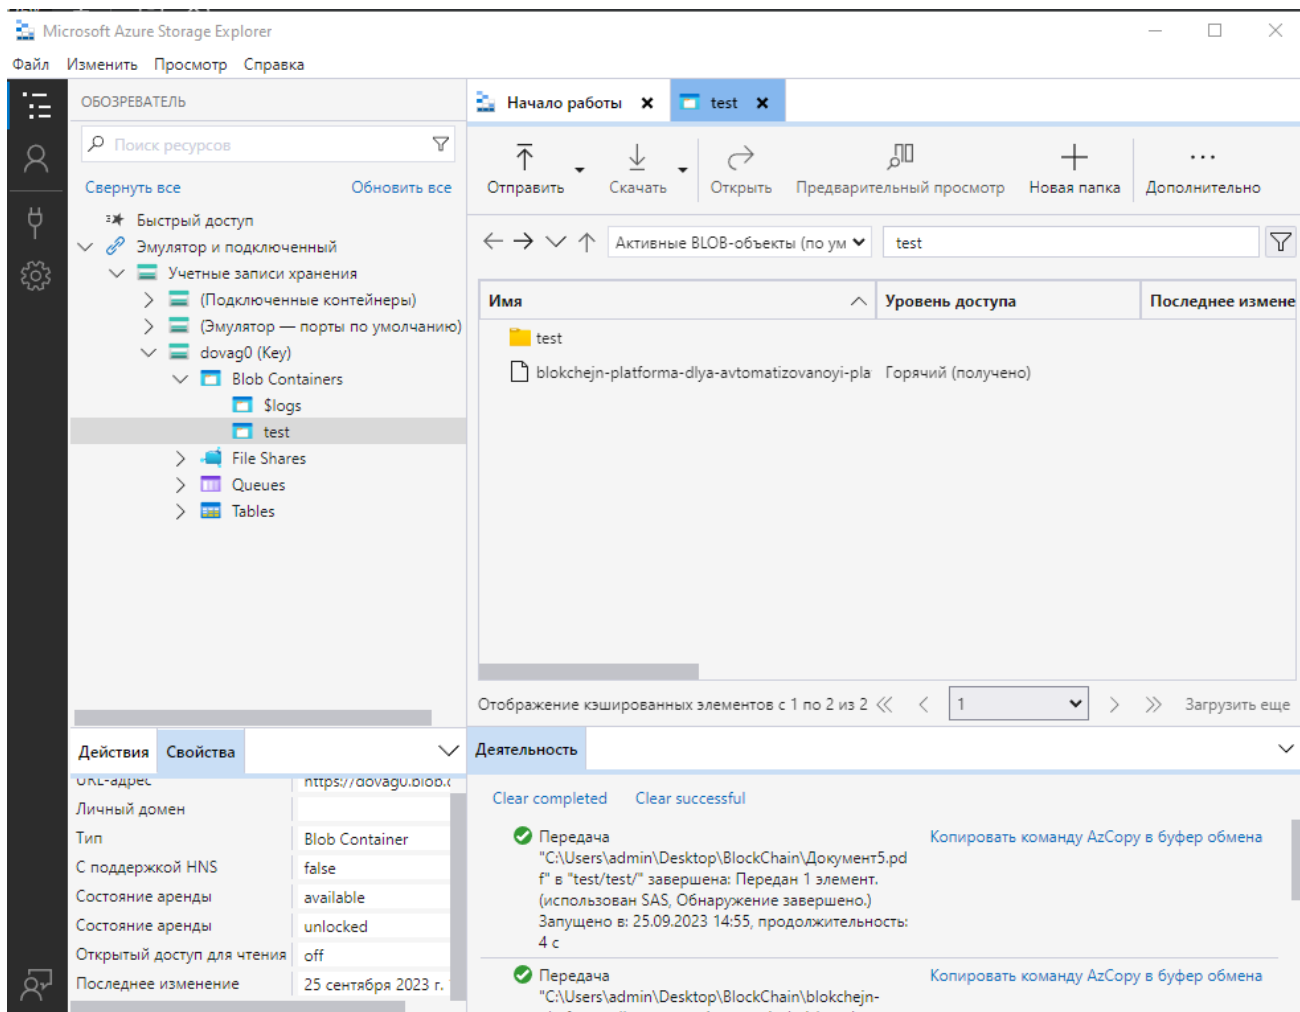 Microsoft Azure Storage Explorer
Файл Изменить Просмотр Справка
ОБОЗРЕВАТЕЛЬ
Поиск ресурсов
Свернуть все Обновить все
Быстрый доступ
Эмулятор и подключенный
Учетные записи хранения
(Подключенные контейнеры)
(Эмулятор — порты по умолчанию)
dovag0 (Key)
Blob Containers
$logs
test
File Shares
Queues
Tables
Начало работы test
Отправить Скачать Открыть Предварительный просмотр Новая папка Дополнительно
Активные BLOB-объекты (по ум test
Имя Уровень доступа Последнее измене
test
blokchejn-platforma-dlya-avtomatizovanoyi-pla Горячий (получено)
Отображение кэшированных элементов с 1 по 2 из 2 1 Загрузить еще
Действия Свойства
URL-адрес https://dovag0.blob.c
Личный домен
Тип Blob Container
С поддержкой HNS false
Состояние аренды available
Состояние аренды unlocked
Открытый доступ для чтения off
Последнее изменение 25 сентября 2023 г.
Деятельность
Clear completed Clear successful
Передача Копировать команду AzCopy в буфер обмена
"C:\Users\admin\Desktop\BlockChain\Документ5.pd
f" в "test/test/" завершена: Передан 1 элемент.
(использован SAS, Обнаружение завершено.)
Запущено в: 25.09.2023 14:55, продолжительность:
4 с
Передача Копировать команду AzCopy в буфер обмена
"C:\Users\admin\Desktop\BlockChain\blokchejn-